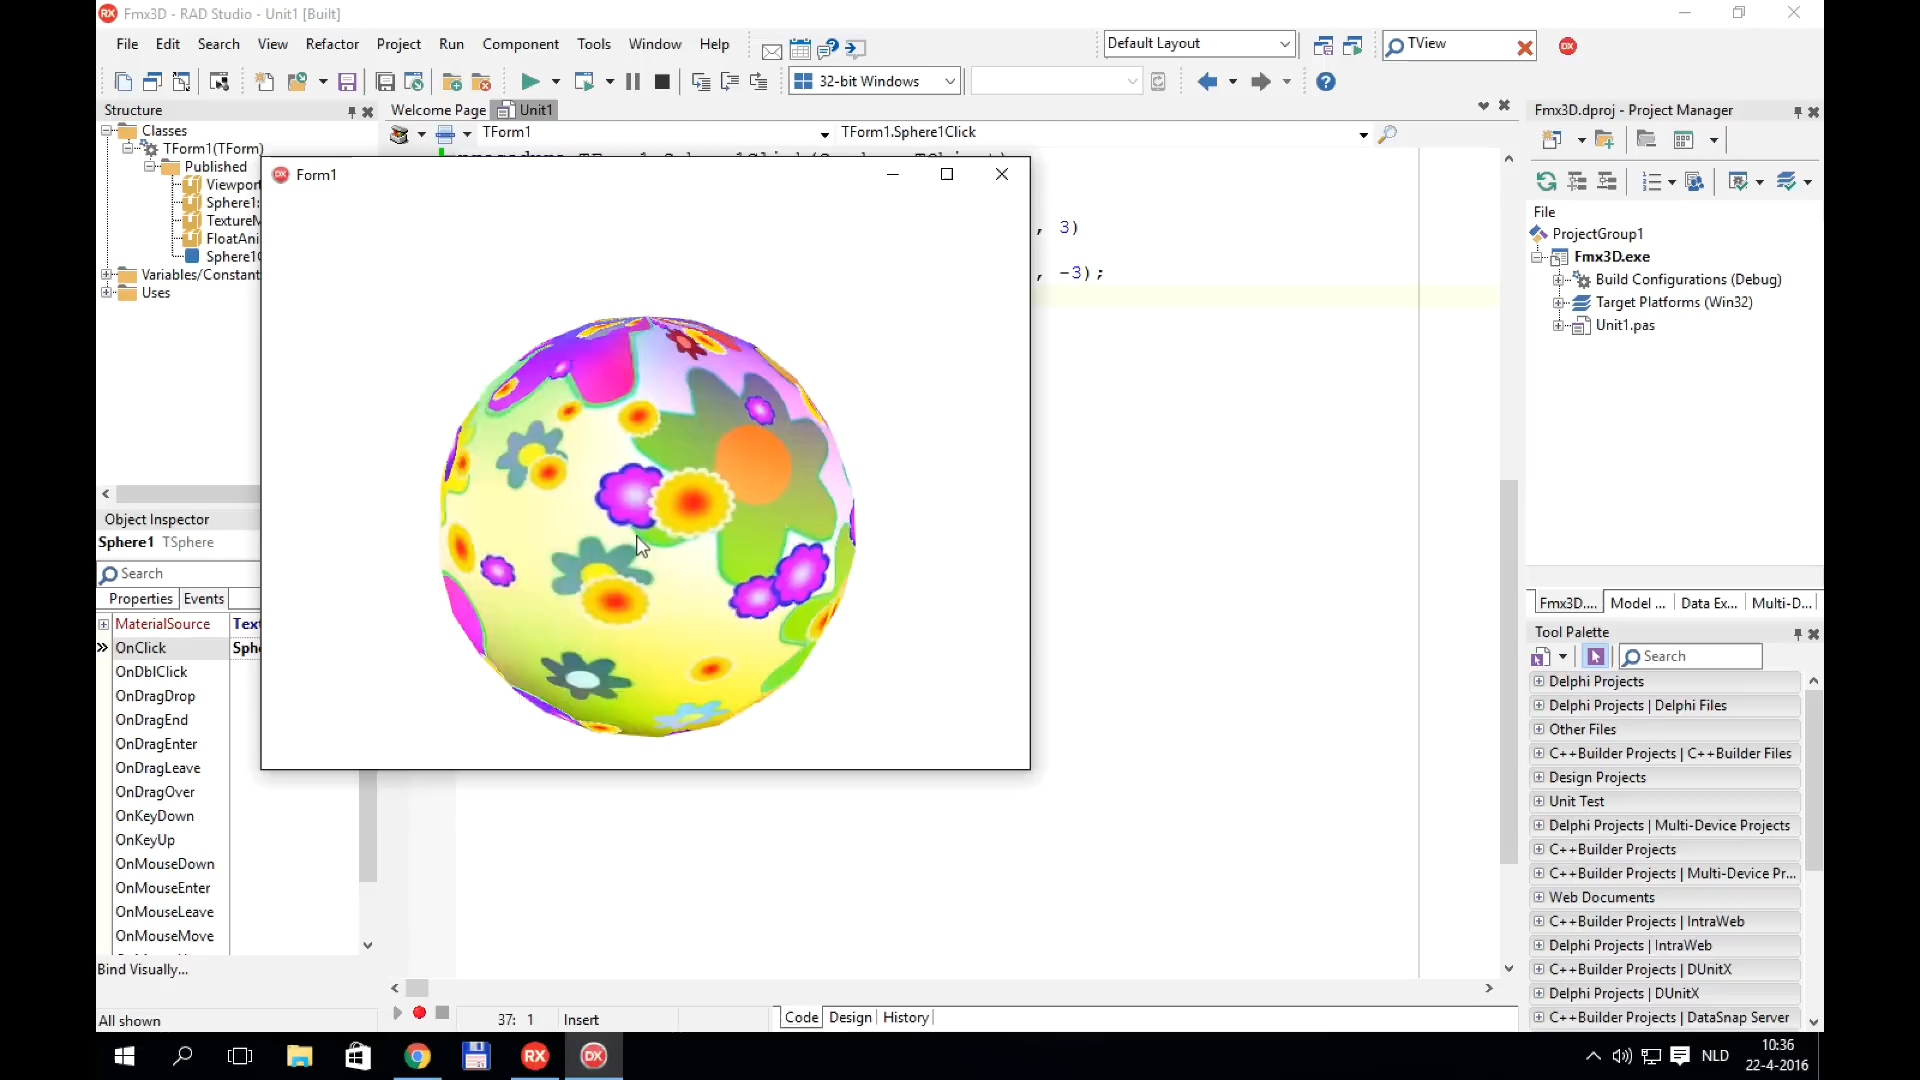 Fmx3D - RAD Studio - Unit1 [Built]
File Edit Search View Refactor Project Run Component Tools Window Help
Default Layout
TView
32-bit Windows
Structure
Classes
TForm1(TForm)
Published
Viewport
Sphere1:
TextureM
FloatAni
Sphere1C
Variables/Constant
Uses
Welcome Page Unit1
TForm1
TForm1.Sphere1Click
Form1
, 3)
, -3);
Object Inspector
Sphere1 TSphere
Search
Properties Events
MaterialSource Text
OnClick Sphe
OnDblClick
OnDragDrop
OnDragEnd
OnDragEnter
OnDragLeave
OnDragOver
OnKeyDown
OnKeyUp
OnMouseDown
OnMouseEnter
OnMouseLeave
OnMouseMove
Bind Visually...
All shown
37: 1 Insert
Code Design History
Fmx3D.dproj - Project Manager
File
ProjectGroup1
Fmx3D.exe
Build Configurations (Debug)
Target Platforms (Win32)
Unit1.pas
Fmx3D.... Model ... Data Ex... Multi-D...
Tool Palette
Search
Delphi Projects
Delphi Projects | Delphi Files
Other Files
C++Builder Projects | C++Builder Files
Design Projects
Unit Test
Delphi Projects | Multi-Device Projects
C++Builder Projects
C++Builder Projects | Multi-Device Pr...
Web Documents
C++Builder Projects | IntraWeb
Delphi Projects | IntraWeb
C++Builder Projects | DUnitX
Delphi Projects | DUnitX
C++Builder Projects | DataSnap Server
RX
DX
NLD
10:36
22-4-2016